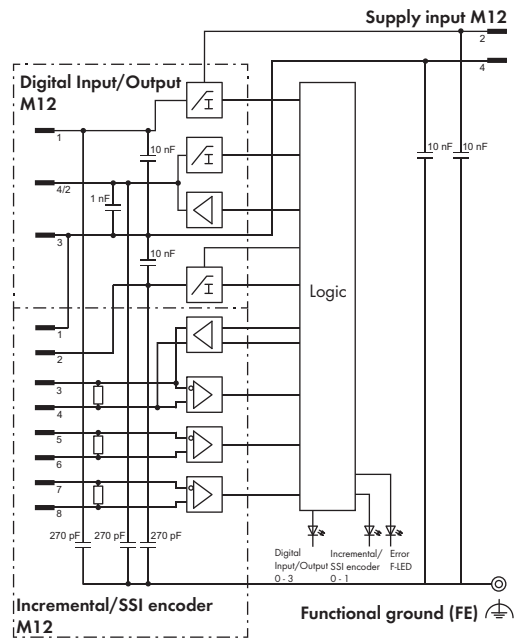 Supply input M12
2
4
Digital Input/Output
M12
1
10 nF
4/2
1 nF
3
10 nF
10 nF
10 nF
Logic
1
2
3
4
5
6
7
8
270 pF
270 pF
270 pF
Digital
Input/Output
0 - 3
Incremental/
SSI encoder
0 - 1
Error
F-LED
Incremental/SSI encoder
M12
Functional ground (FE)